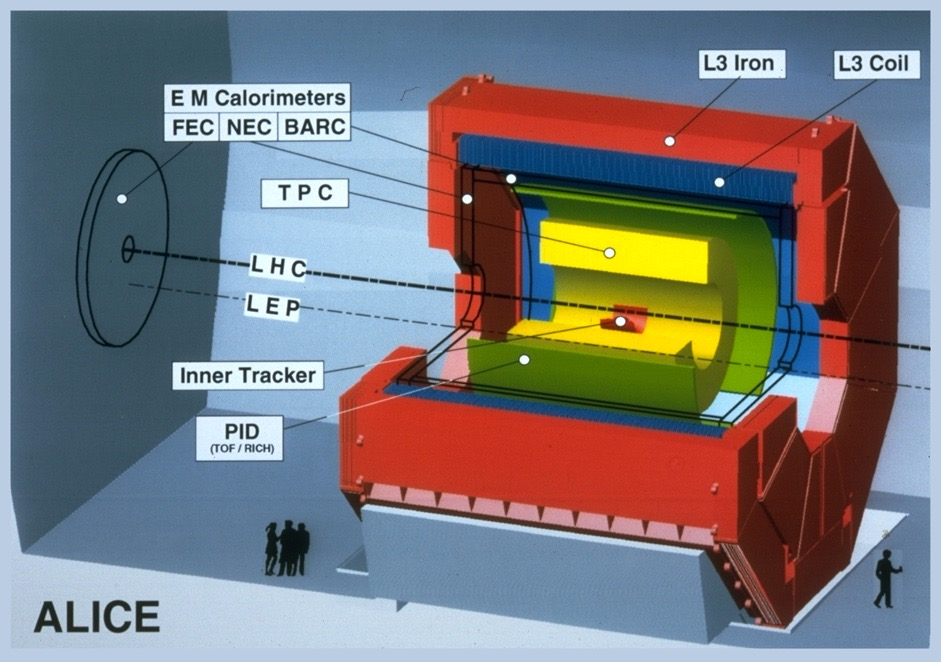 L3 Iron
L3 Coil
E M Calorimeters
FEC NEC BARC
T P C
L H C
L E P
Inner Tracker
PID
(TOF / RICH)
ALICE